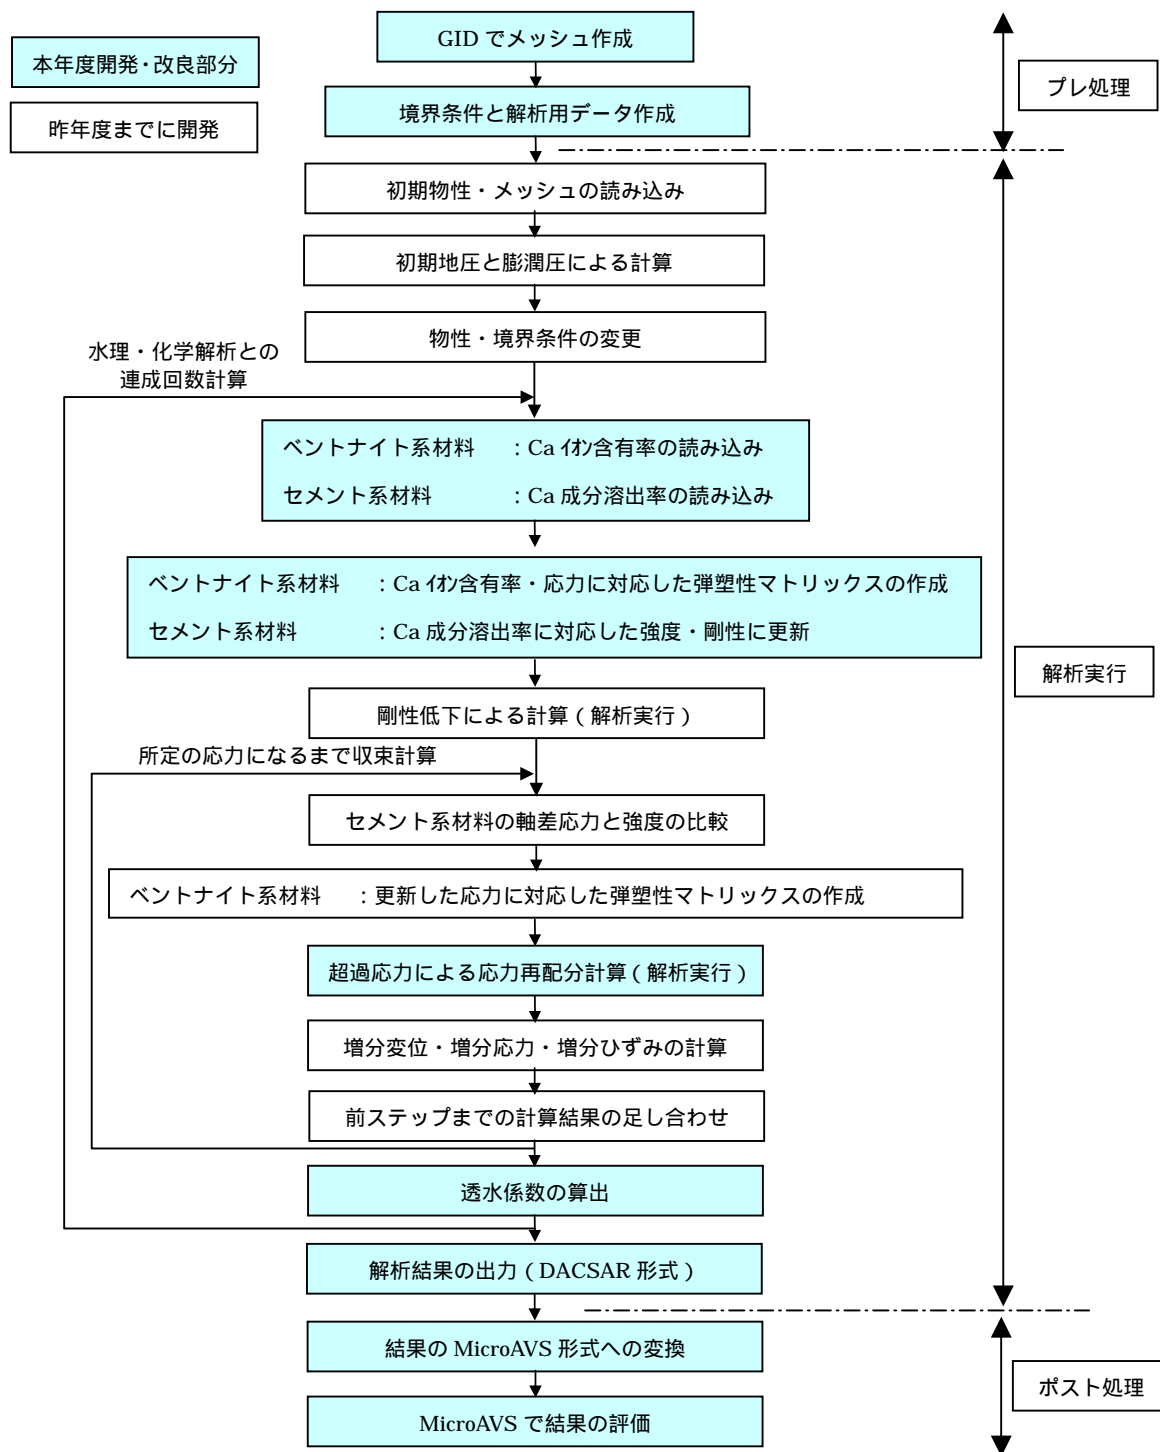 GID でメッシュ作成
本年度開発・改良部分
プレ処理
境界条件と解析用データ作成
昨年度までに開発
初期物性・メッシュの読み込み
初期地圧と膨潤圧による計算
物性・境界条件の変更
水理・化学解析との
連成回数計算
ベントナイト系材料 ：Ca ｲｵﾝ含有率の読み込み
セメント系材料 ：Ca 成分溶出率の読み込み
ベントナイト系材料 ：Ca ｲｵﾝ含有率・応力に対応した弾塑性マトリックスの作成
セメント系材料 ：Ca 成分溶出率に対応した強度・剛性に更新
解析実行
剛性低下による計算（解析実行）
所定の応力になるまで収束計算
セメント系材料の軸差応力と強度の比較
ベントナイト系材料 ：更新した応力に対応した弾塑性マトリックスの作成
超過応力による応力再配分計算（解析実行）
増分変位・増分応力・増分ひずみの計算
前ステップまでの計算結果の足し合わせ
透水係数の算出
解析結果の出力（DACSAR 形式）
結果の MicroAVS 形式への変換
ポスト処理
MicroAVS で結果の評価